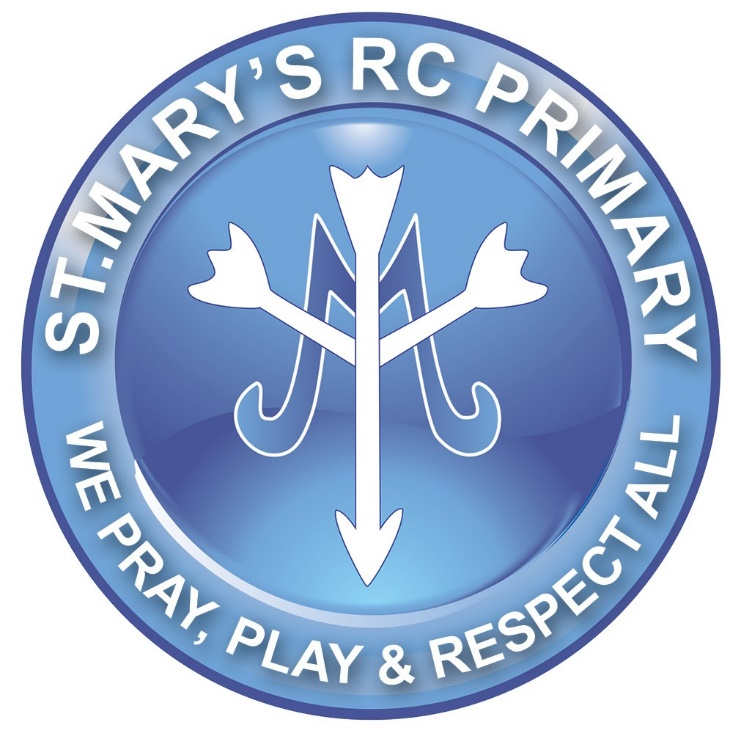 ST.MARY'S RC PRIMARY
M
WE PRAY, PLAY & RESPECT ALL